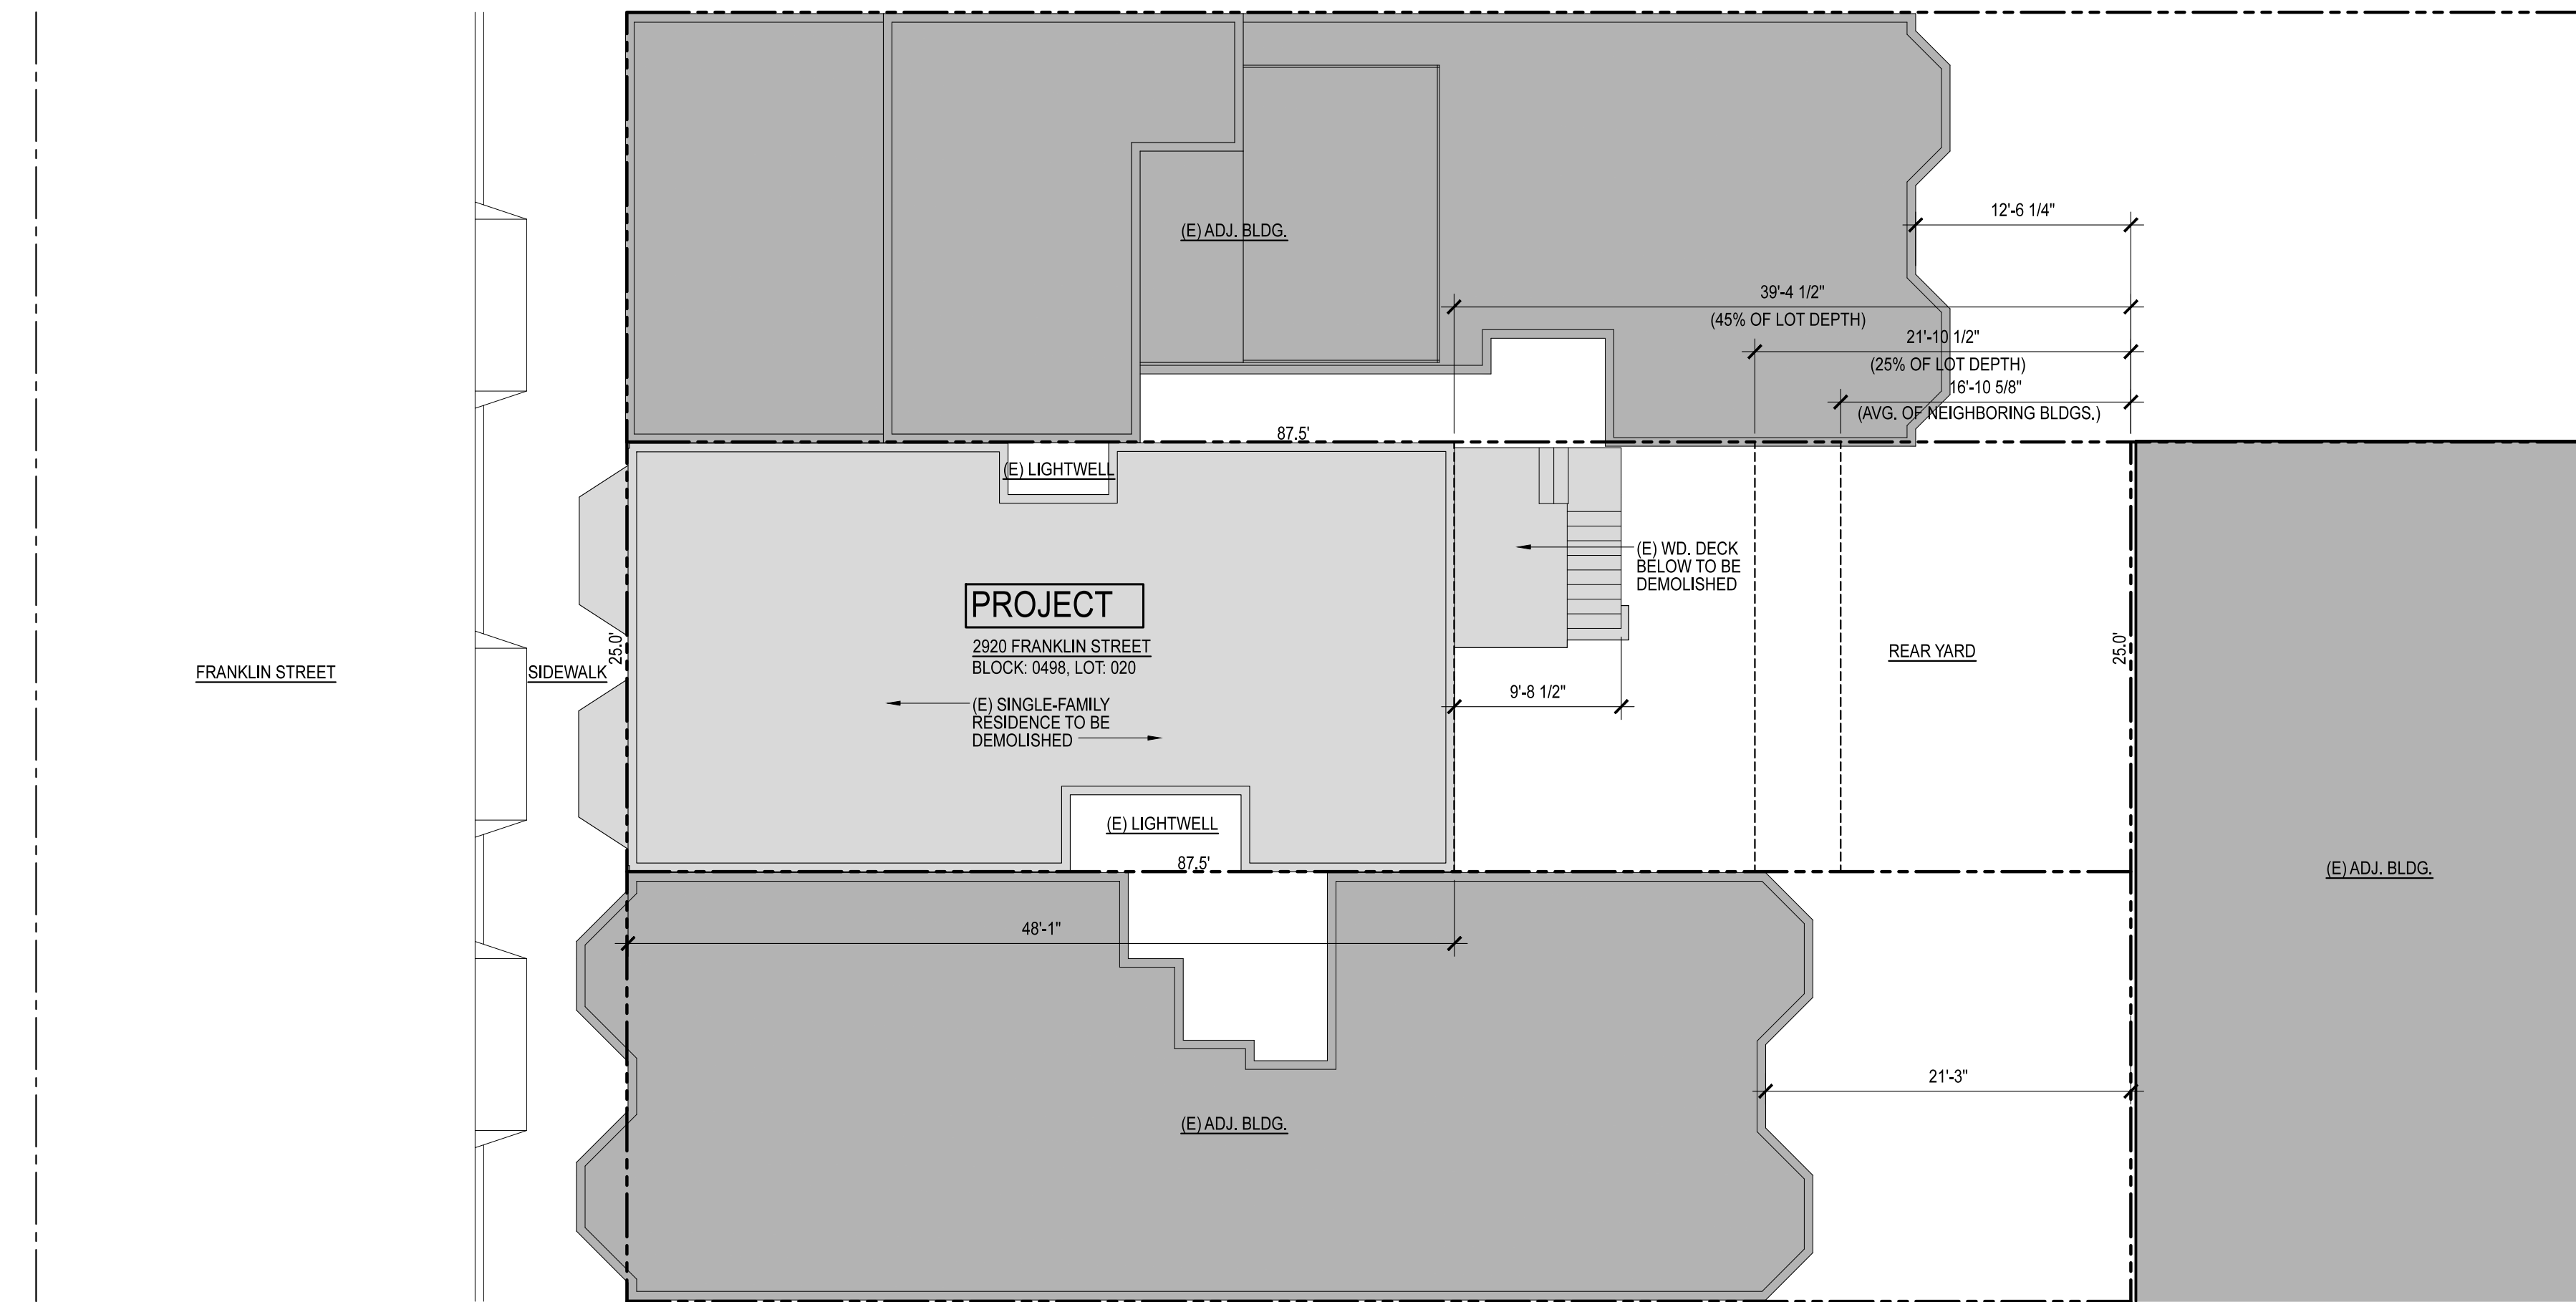 12'-6 1/4"
(E) ADJ. BLDG.
39'-4 1/2"
(45% OF LOT DEPTH)
21'-10 1/2"
(25% OF LOT DEPTH)
16'-10 5/8"
(AVG. OF NEIGHBORING BLDGS.)
87.5'
(E) LIGHTWELL
(E) WD. DECK
BELOW TO BE
DEMOLISHED
PROJECT
2920 FRANKLIN STREET
BLOCK: 0498, LOT: 020
FRANKLIN STREET
SIDEWALK
25.0'
REAR YARD
25.0'
9'-8 1/2"
(E) SINGLE-FAMILY
RESIDENCE TO BE
DEMOLISHED
(E) LIGHTWELL
87.5'
(E) ADJ. BLDG.
48'-1"
21'-3"
(E) ADJ. BLDG.